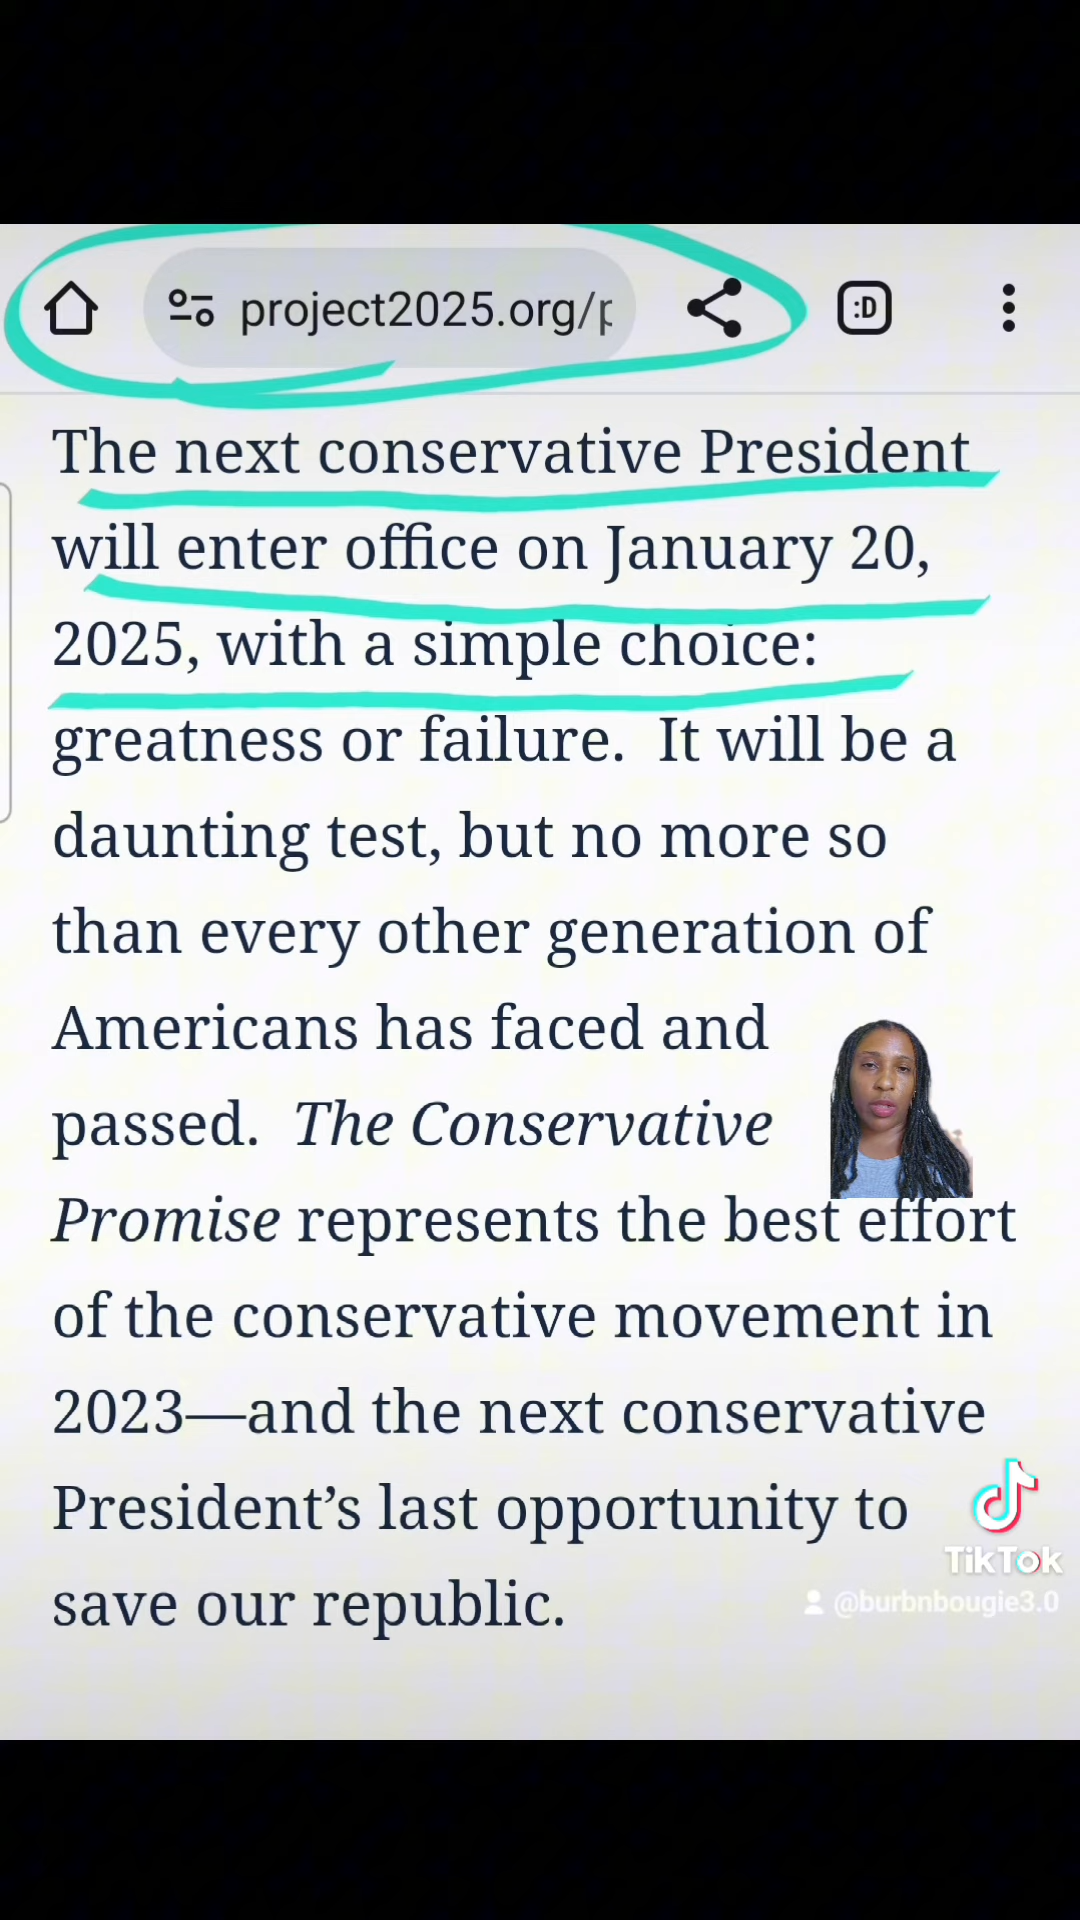 project2025.org/p
:D
The next conservative President
will enter office on January 20,
2025, with a simple choice:
greatness or failure.  It will be a
daunting test, but no more so
than every other generation of
Americans has faced and
passed.  The Conservative
Promise represents the best effort
of the conservative movement in
2023—and the next conservative
President’s last opportunity to
save our republic.
TikTok
@burbnbougie3.0